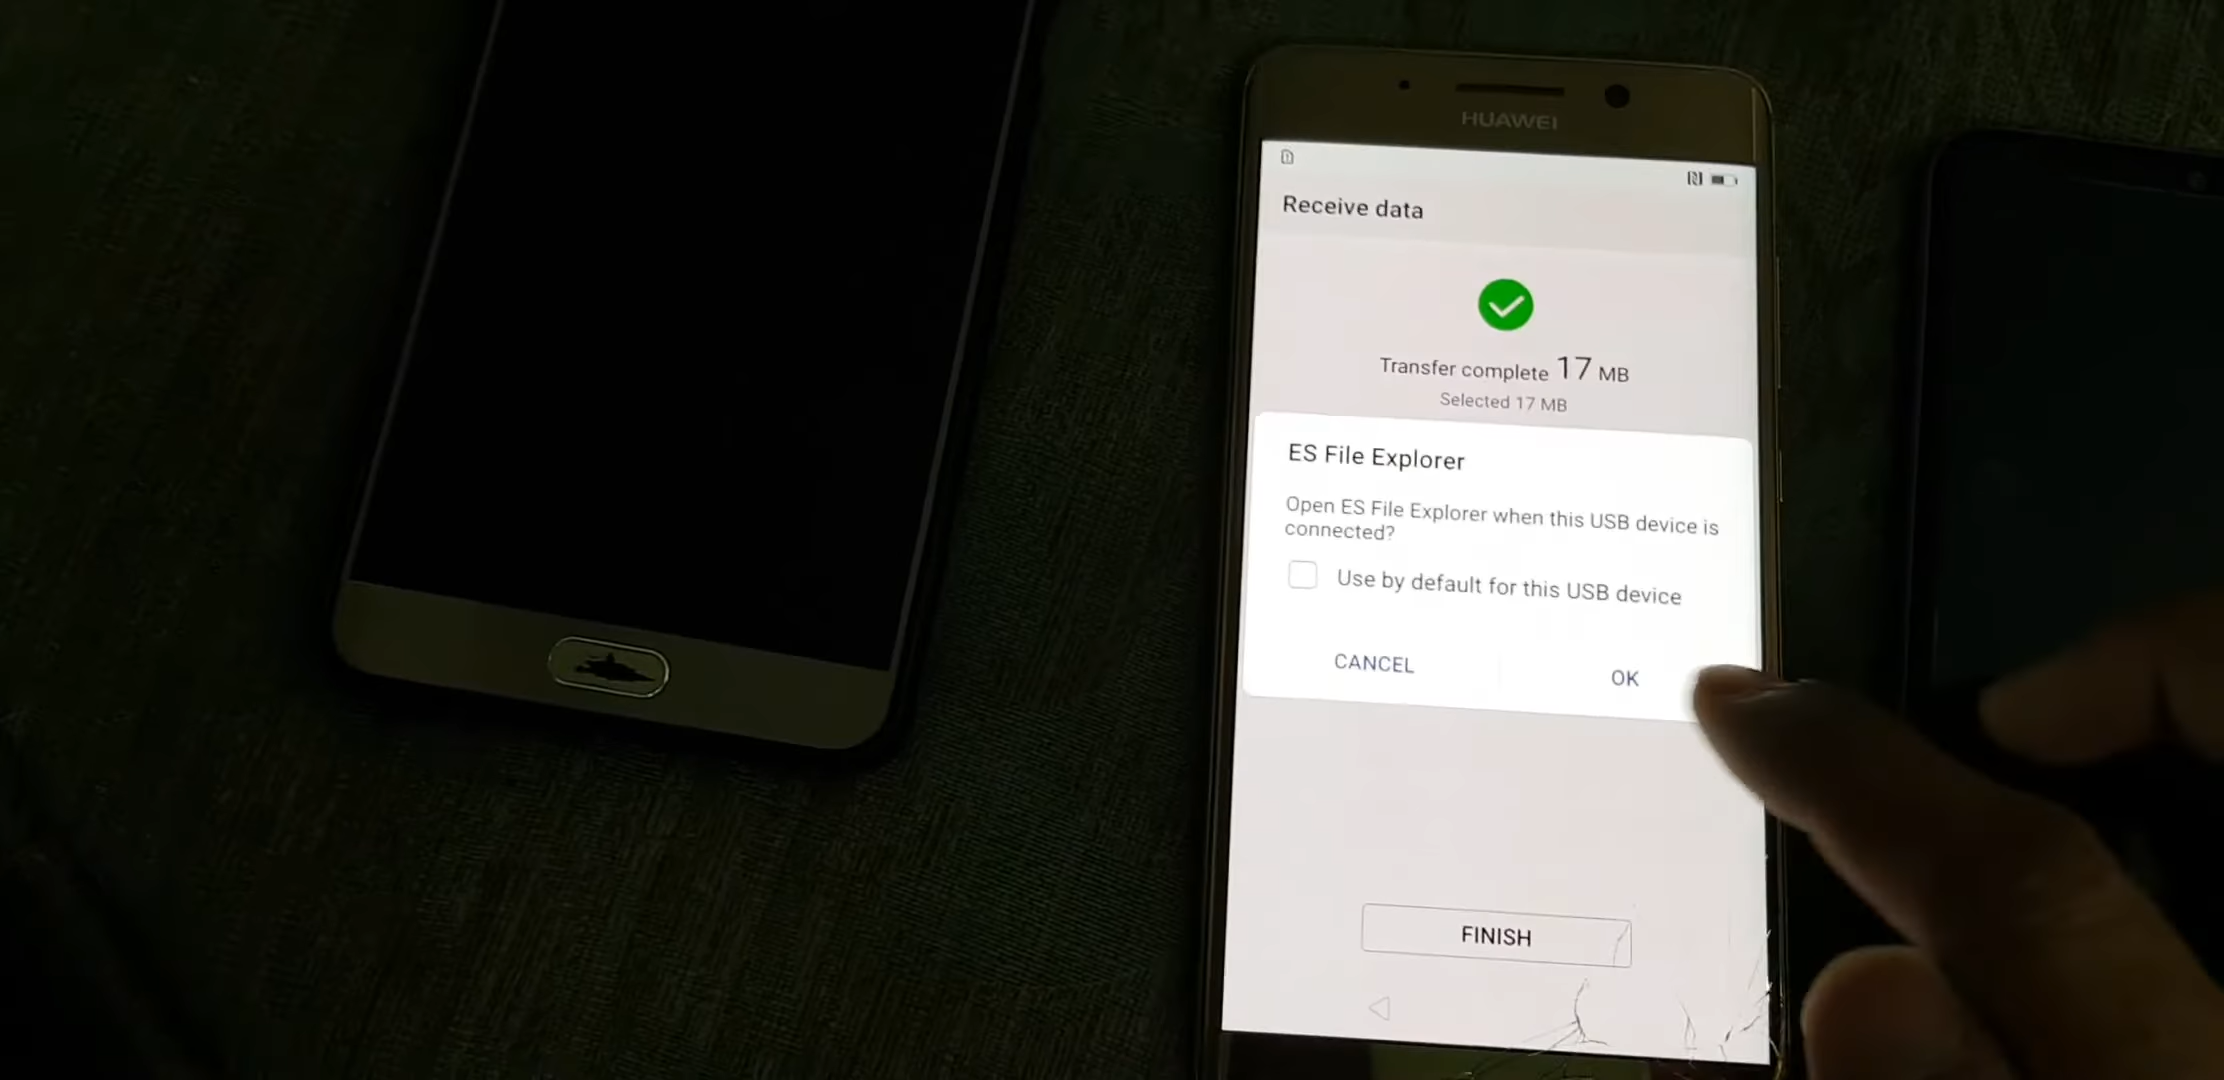 HUAWEI
Receive data
Transfer complete 17 MB
Selected 17 MB
ES File Explorer
Open ES File Explorer when this USB device is
connected?
Use by default for this USB device
CANCEL
OK
FINISH